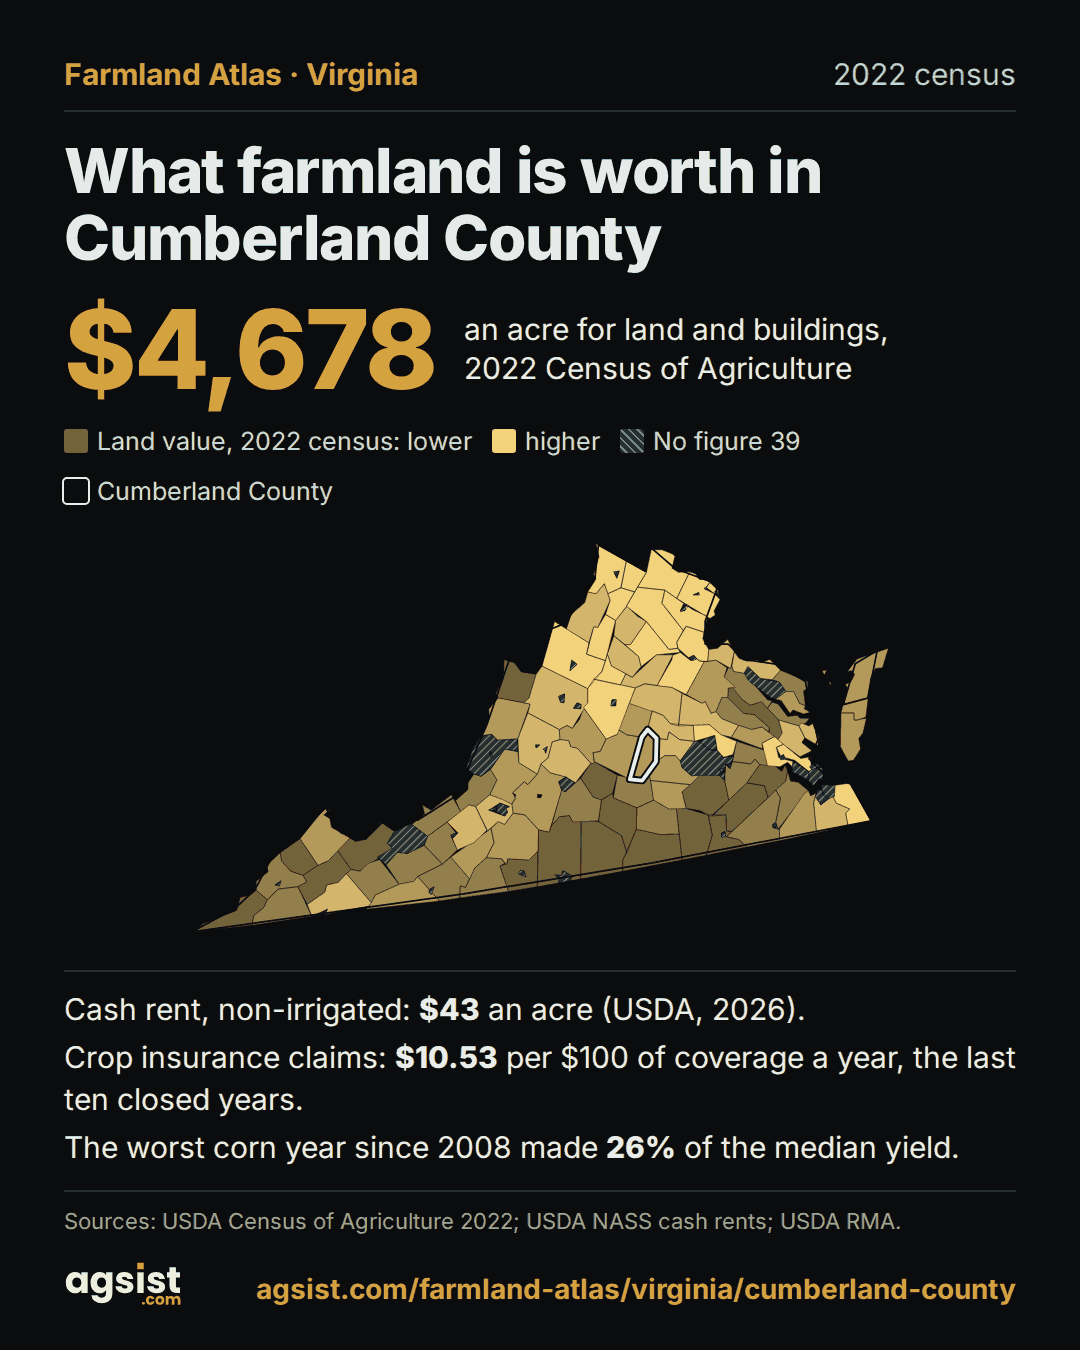 Farmland Atlas · Virginia
2022 census
What farmland is worth in
Cumberland County
$4,678
an acre for land and buildings,
2022 Census of Agriculture
Land value, 2022 census: lower
higher
No figure 39
Cumberland County
Cash rent, non-irrigated: $43 an acre (USDA, 2026).
Crop insurance claims: $10.53 per $100 of coverage a year, the last
ten closed years.
The worst corn year since 2008 made 26% of the median yield.
Sources: USDA Census of Agriculture 2022; USDA NASS cash rents; USDA RMA.
agsist
.com
agsist.com/farmland-atlas/virginia/cumberland-county